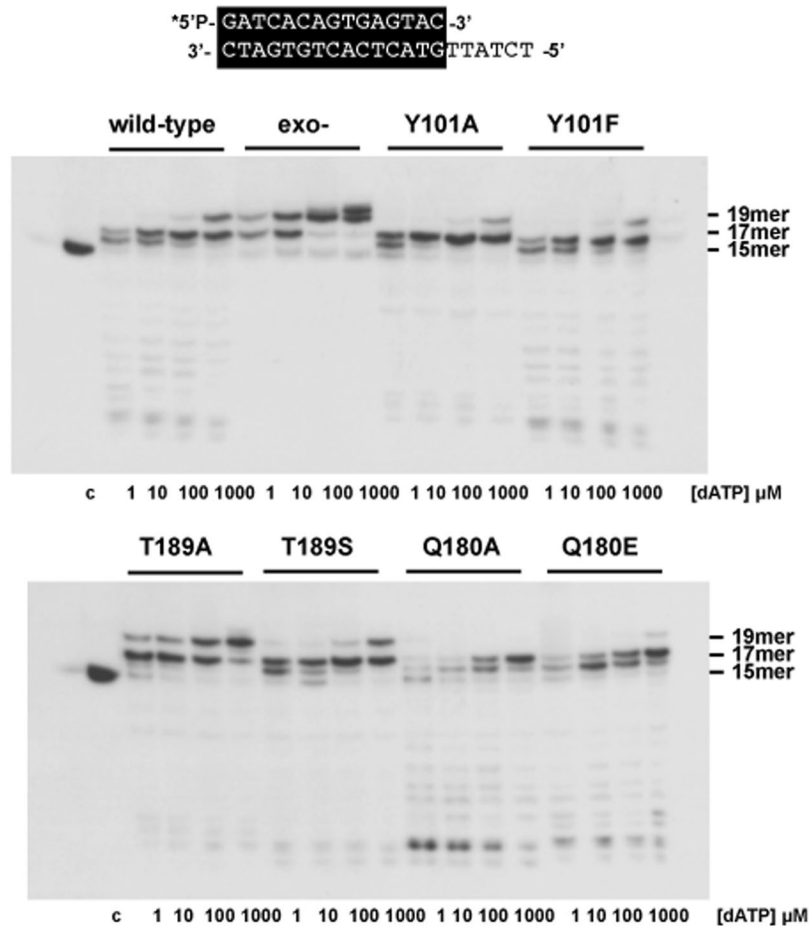 *5'P- GATCACAGTGAGTAC -3'
3'- CTAGTGTCACTCATGTTATCT -5'
wild-type exo- Y101A Y101F
19mer
17mer
15mer
c 1 10 100 1000 1 10 100 1000 1 10 100 1000 1 10 100 1000 [dATP] µM
T189A T189S Q180A Q180E
19mer
17mer
15mer
c 1 10 100 1000 1 10 100 1000 1 10 100 1000 1 10 100 1000 [dATP] µM